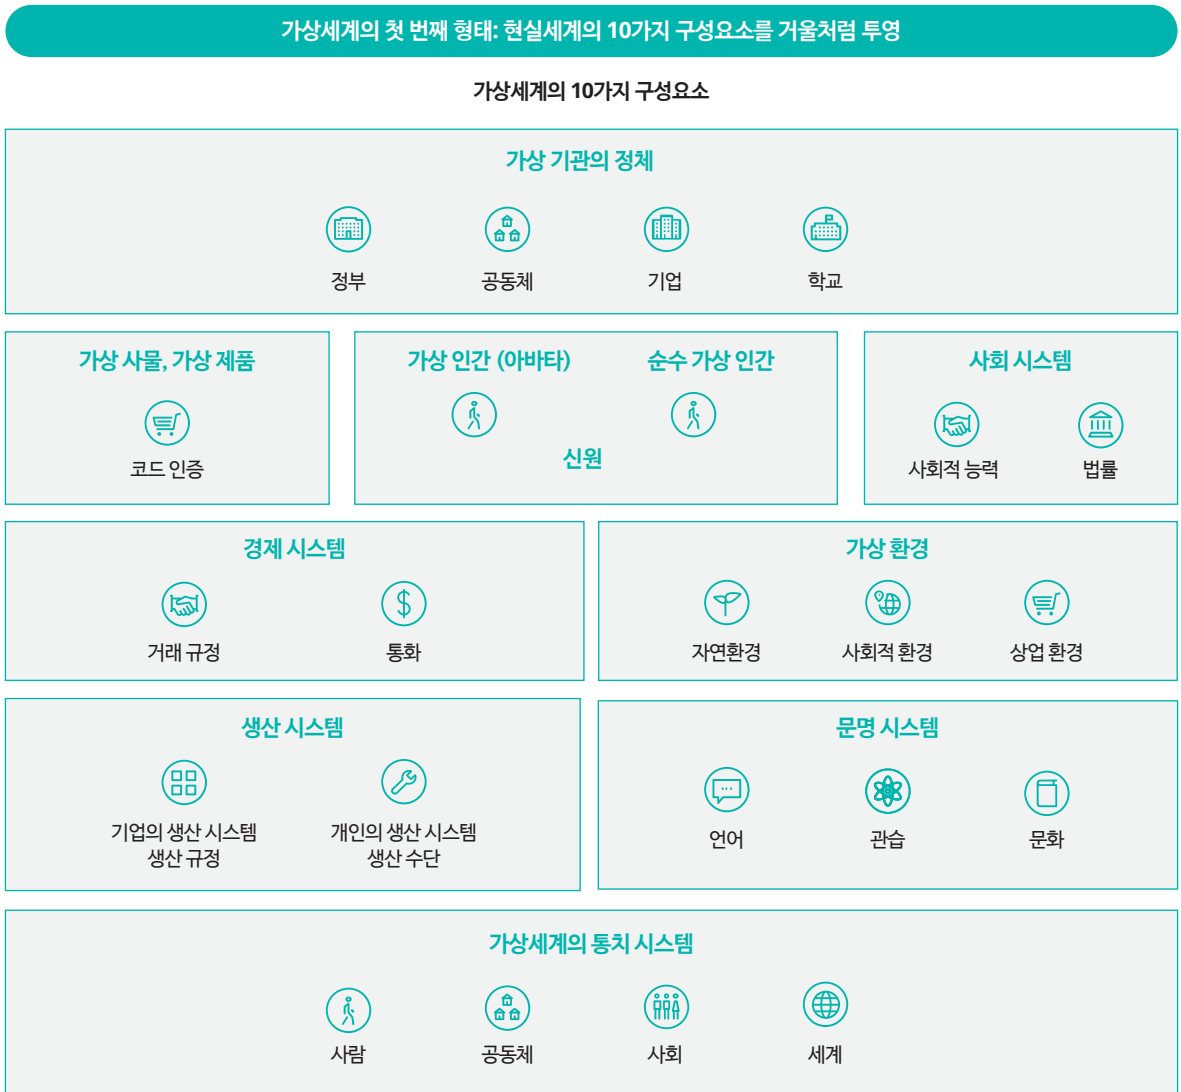 가상세계의 첫 번째 형태: 현실세계의 10가지 구성요소를 거울처럼 투영
가상세계의 10가지 구성요소
가상 기관의 정체
정부
공동체
기업
학교
가상 사물, 가상 제품
코드 인증
가상 인간 (아바타)
순수 가상 인간
신원
사회 시스템
사회적 능력
법률
경제 시스템
거래 규정
통화
가상 환경
자연환경
사회적 환경
상업 환경
생산 시스템
기업의 생산 시스템
생산 규정
개인의 생산 시스템
생산 수단
문명 시스템
언어
관습
문화
가상세계의 통치 시스템
사람
공동체
사회
세계